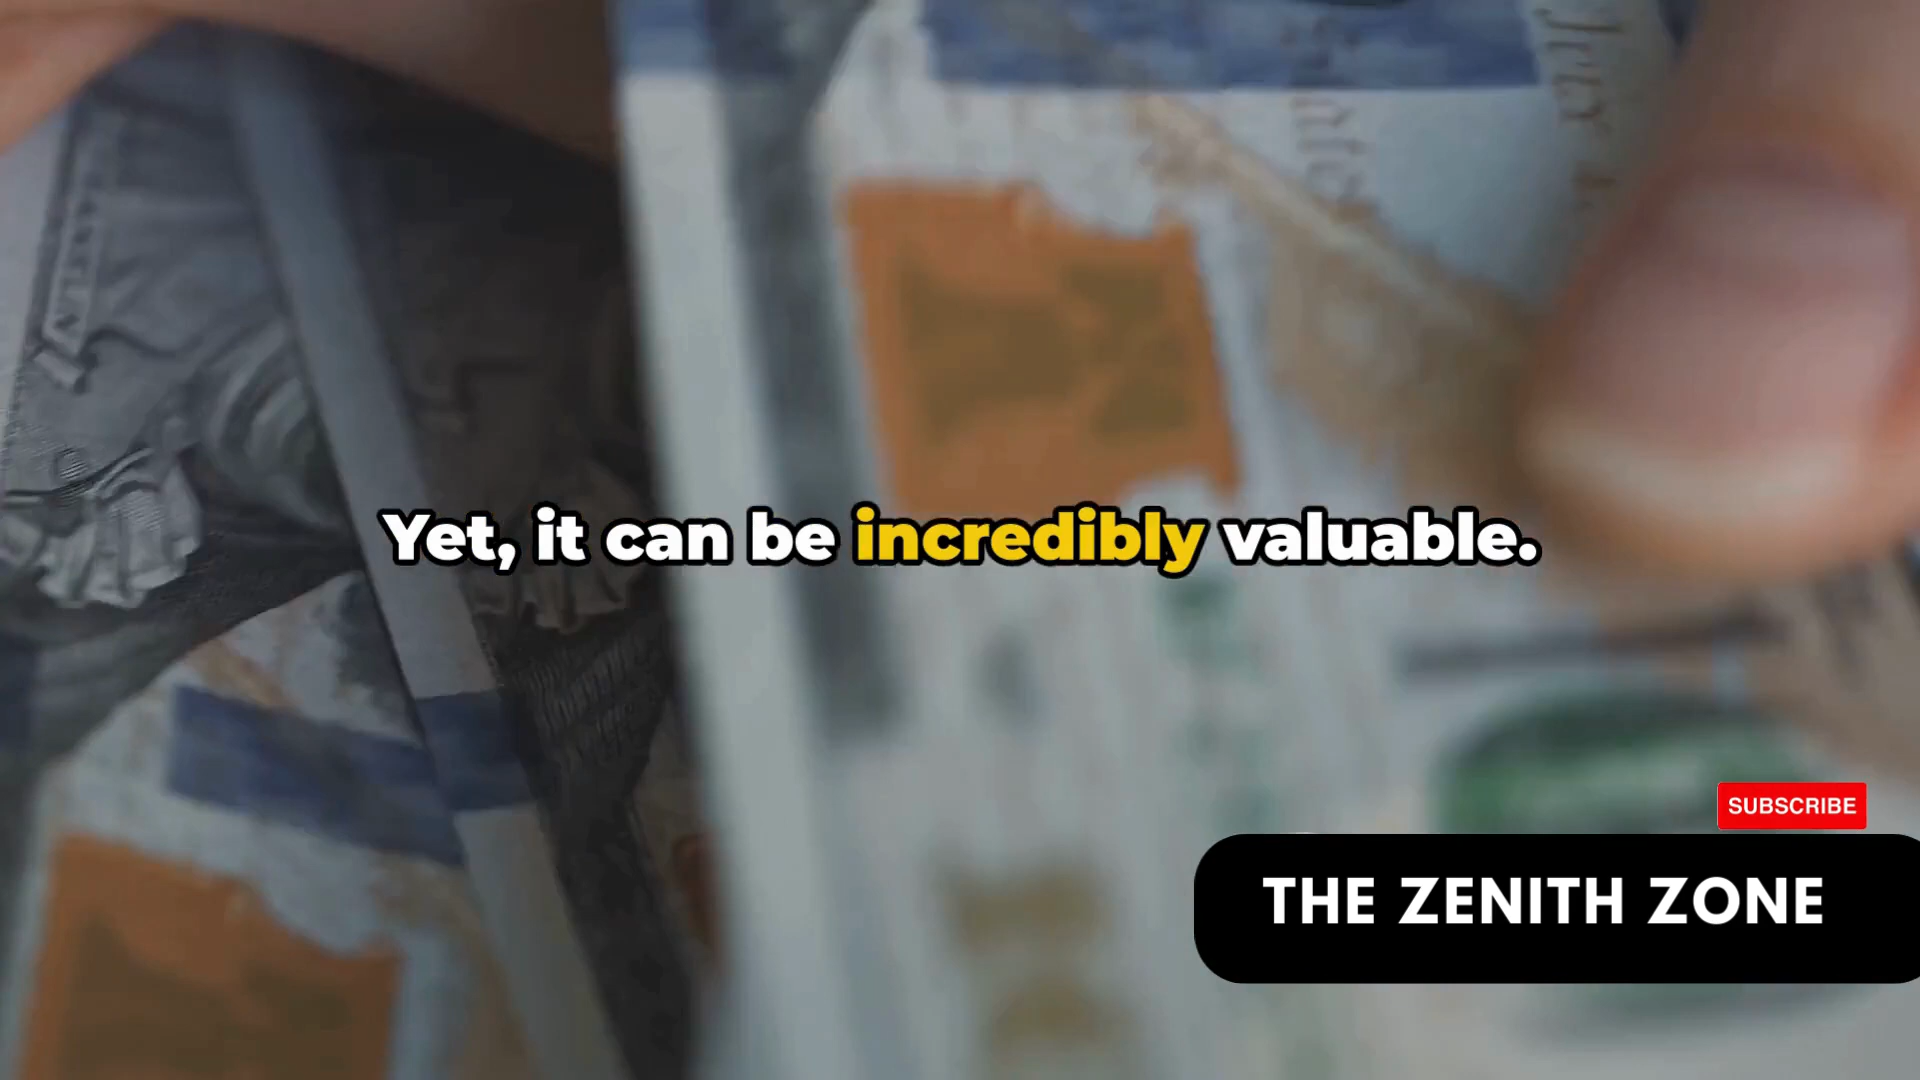 Yet, it can be incredibly valuable.
SUBSCRIBE
THE ZENITH ZONE